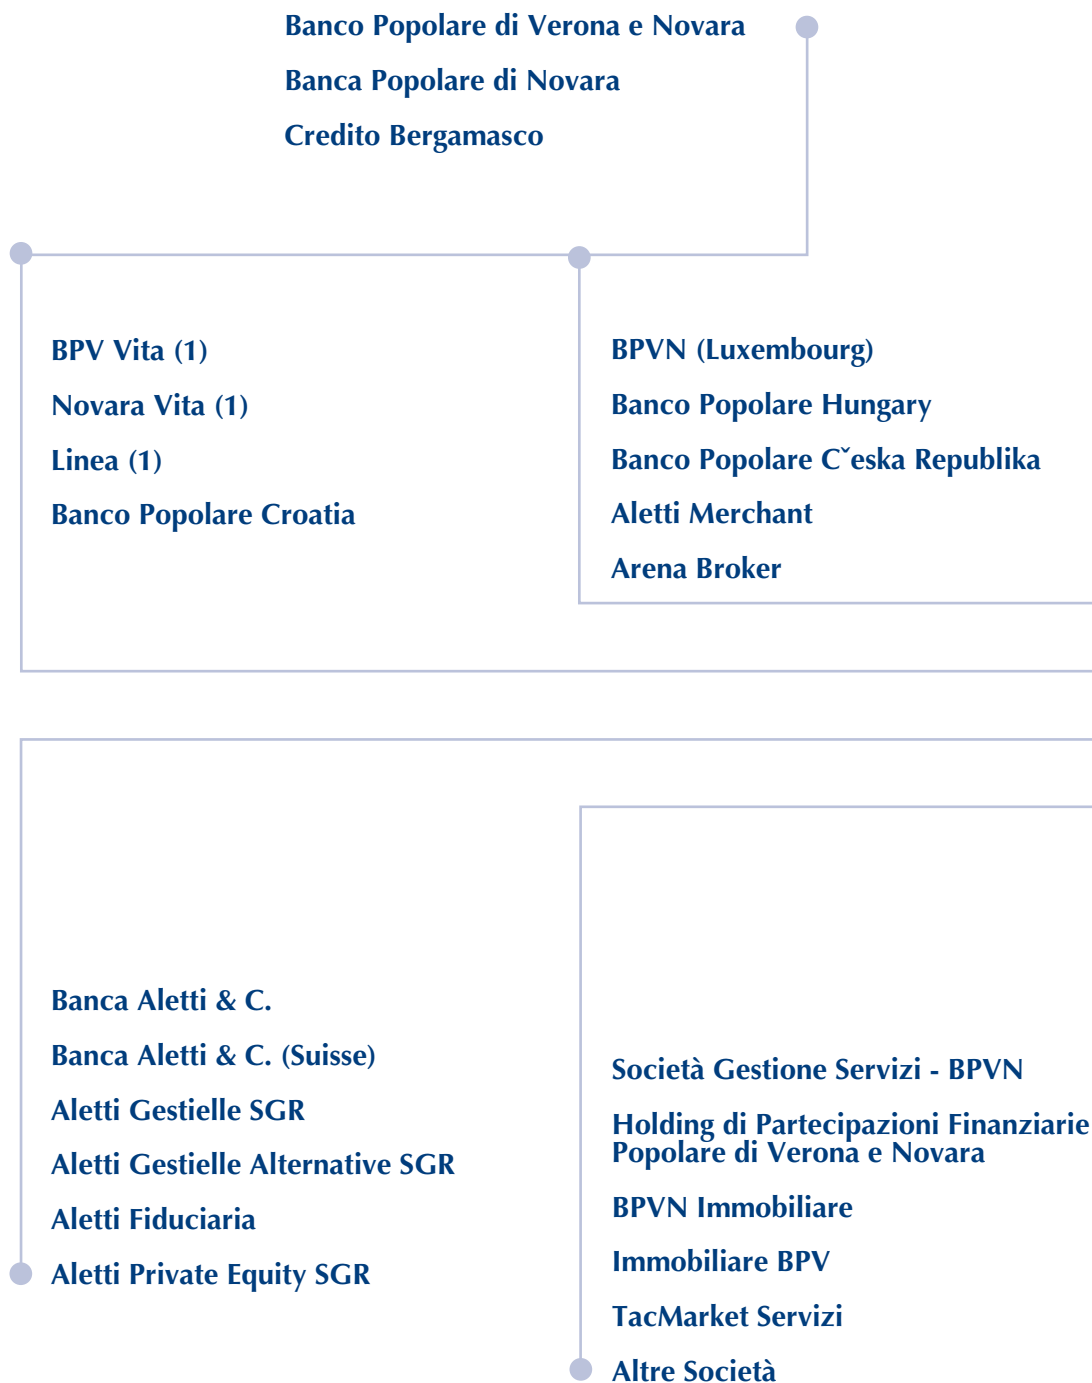 Banco Popolare di Verona e Novara
Banca Popolare di Novara
Credito Bergamasco
BPV Vita (1)
Novara Vita (1)
Linea (1)
Banco Popolare Croatia
BPVN (Luxembourg)
Banco Popolare Hungary
Banco Popolare Cˇeska Republika
Aletti Merchant
Arena Broker
Banca Aletti & C.
Banca Aletti & C. (Suisse)
Aletti Gestielle SGR
Aletti Gestielle Alternative SGR
Aletti Fiduciaria
Aletti Private Equity SGR
Società Gestione Servizi - BPVN
Holding di Partecipazioni Finanziarie
Popolare di Verona e Novara
BPVN Immobiliare
Immobiliare BPV
TacMarket Servizi
Altre Società